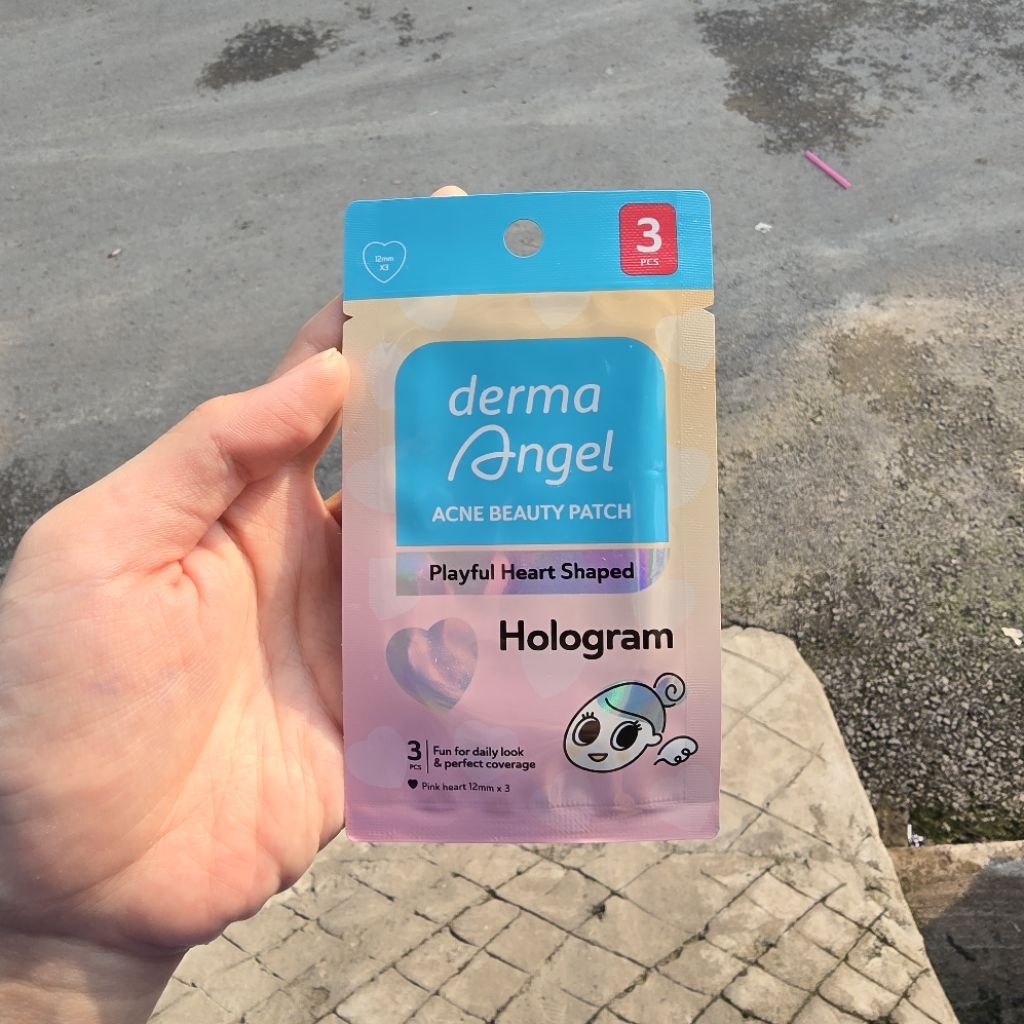 12mm
X3
3
PCS
derma
Angel
ACNE BEAUTY PATCH
Playful Heart Shaped
Hologram
3
PCS
Fun for daily look
& perfect coverage
Pink heart 12mm x 3